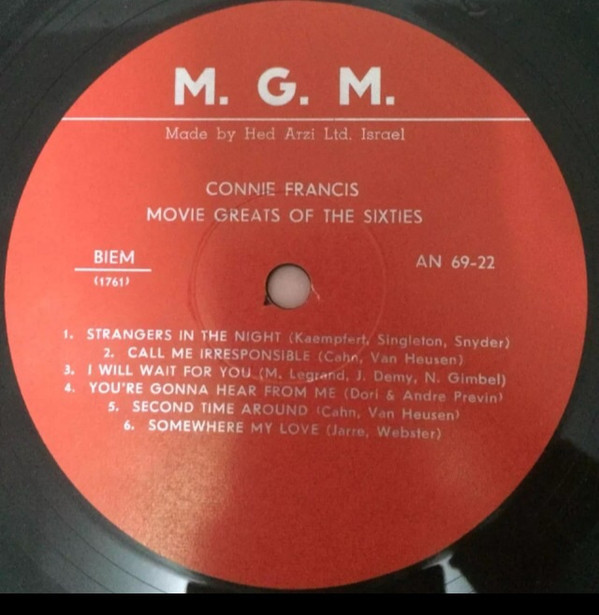 M. G. M.
Made by Hed Arzi Ltd. Israel
CONNIE FRANCIS
MOVIE GREATS OF THE SIXTIES
BIEM
AN 69-22
(1761)
1. STRANGERS IN THE NIGHT (Kaempfert, Singleton, Snyder)
2. CALL ME IRRESPONSIBLE (Cahn, Van Heusen)
3. I WILL WAIT FOR YOU (M. Legrand, J. Demy, N. Gimbel)
4. YOU'RE GONNA HEAR FROM ME (Dori & Andre Previn)
5. SECOND TIME AROUND (Cahn, Van Heusen)
6. SOMEWHERE MY LOVE (Jarre, Webster)